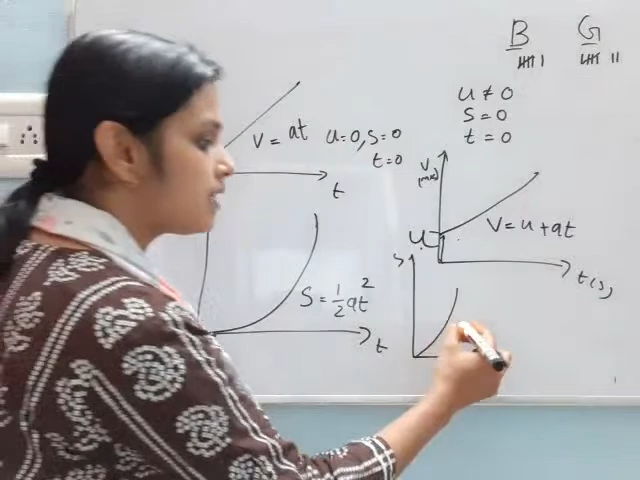 B G
𝍸 | 𝍸 ||
u ≠ 0
S = 0
t = 0
V = at u = 0, S = 0
t = 0
t
V
u
V = u + at
t(s)
S = 1/2 at²
t
S